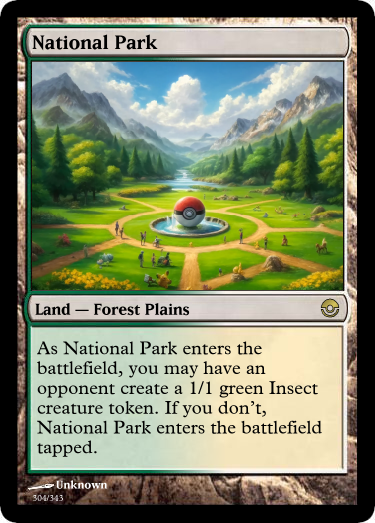 National Park
Land — Forest Plains
As National Park enters the
battlefield, you may have an
opponent create a 1/1 green Insect
creature token. If you don't,
National Park enters the battlefield
tapped.
Unknown
304/343